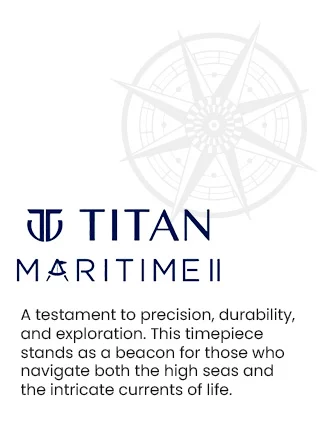 TITAN
MARITIME II
A testament to precision, durability,
and exploration. This timepiece
stands as a beacon for those who
navigate both the high seas and
the intricate currents of life.